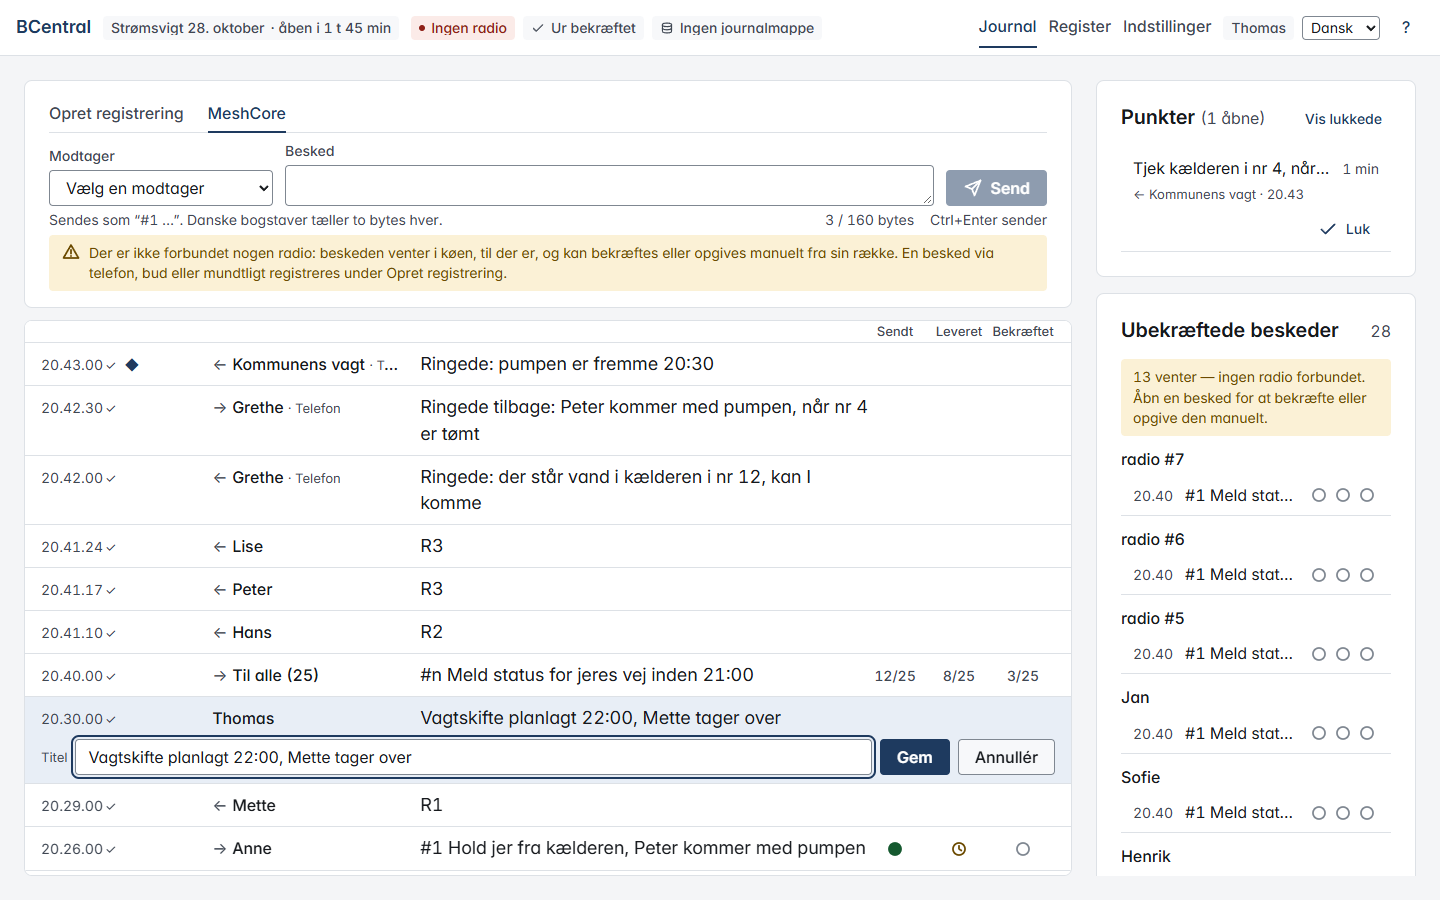 BCentral
Strømsvigt 28. oktober · åben i 1 t 45 min
Ingen radio
Ur bekræftet
Ingen journalmappe
Journal
Register
Indstillinger
Thomas
Dansk
?
Opret registrering
MeshCore
Modtager
Besked
Vælg en modtager
Send
Sendes som “#1 …”. Danske bogstaver tæller to bytes hver.
3 / 160 bytes
Ctrl+Enter sender
Der er ikke forbundet nogen radio: beskeden venter i køen, til der er, og kan bekræftes eller opgives manuelt fra sin række. En besked via
telefon, bud eller mundtligt registreres under Opret registrering.
Sendt Leveret Bekræftet
20.43.00 ← Kommunens vagt · T... Ringede: pumpen er fremme 20:30
20.42.30 → Grethe · Telefon Ringede tilbage: Peter kommer med pumpen, når nr 4
er tømt
20.42.00 ← Grethe · Telefon Ringede: der står vand i kælderen i nr 12, kan I
komme
20.41.24 ← Lise R3
20.41.17 ← Peter R3
20.41.10 ← Hans R2
20.40.00 → Til alle (25) #n Meld status for jeres vej inden 21:00 12/25 8/25 3/25
20.30.00 Thomas Vagtskifte planlagt 22:00, Mette tager over
Titel Vagtskifte planlagt 22:00, Mette tager over Gem Annullér
20.29.00 ← Mette R1
20.26.00 → Anne #1 Hold jer fra kælderen, Peter kommer med pumpen
Punkter (1 åbne)
Vis lukkede
Tjek kælderen i nr 4, når... 1 min
← Kommunens vagt · 20.43
Luk
Ubekræftede beskeder 28
13 venter — ingen radio forbundet.
Åbn en besked for at bekræfte eller
opgive den manuelt.
radio #7
20.40 #1 Meld stat...
radio #6
20.40 #1 Meld stat...
radio #5
20.40 #1 Meld stat...
Jan
20.40 #1 Meld stat...
Sofie
20.40 #1 Meld stat...
Henrik